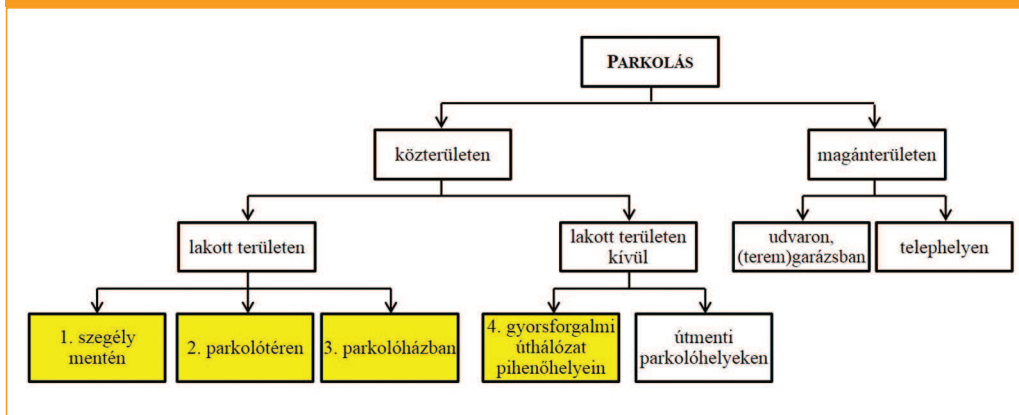 PARKOLÁS
közterületen
magánterületen
lakott területen
lakott területen
kívül
udvaron,
(terem)garázsban
telephelyen
1. szegély
mentén
2. parkolótéren
3. parkolóházban
4. gyorsforgalmi
úthálózat
pihenőhelyein
útmenti
parkolóhelyeken